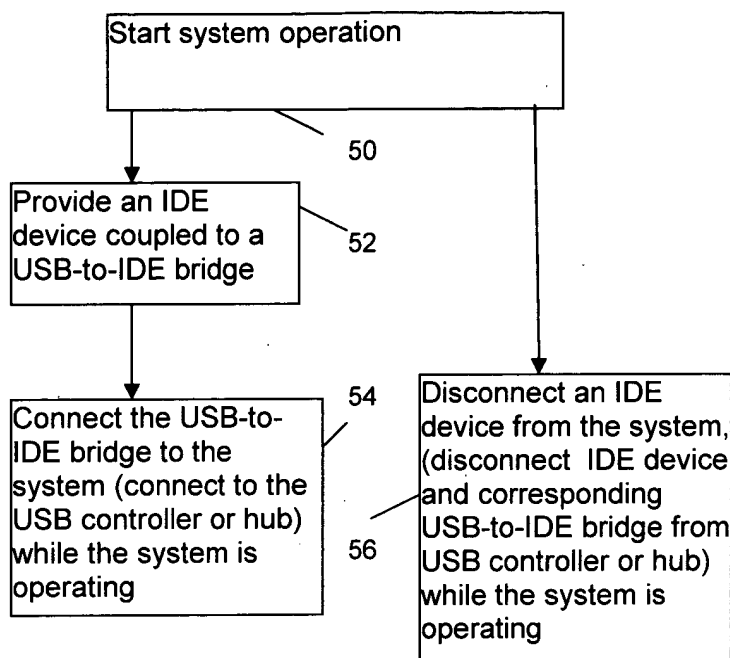 Start system operation
50
Provide an IDE
device coupled to a
USB-to-IDE bridge
52
Connect the USB-to-
IDE bridge to the
system (connect to the
USB controller or hub)
while the system is
operating
54
Disconnect an IDE
device from the system,
(disconnect IDE device
and corresponding
USB-to-IDE bridge from
USB controller or hub)
while the system is
operating
56